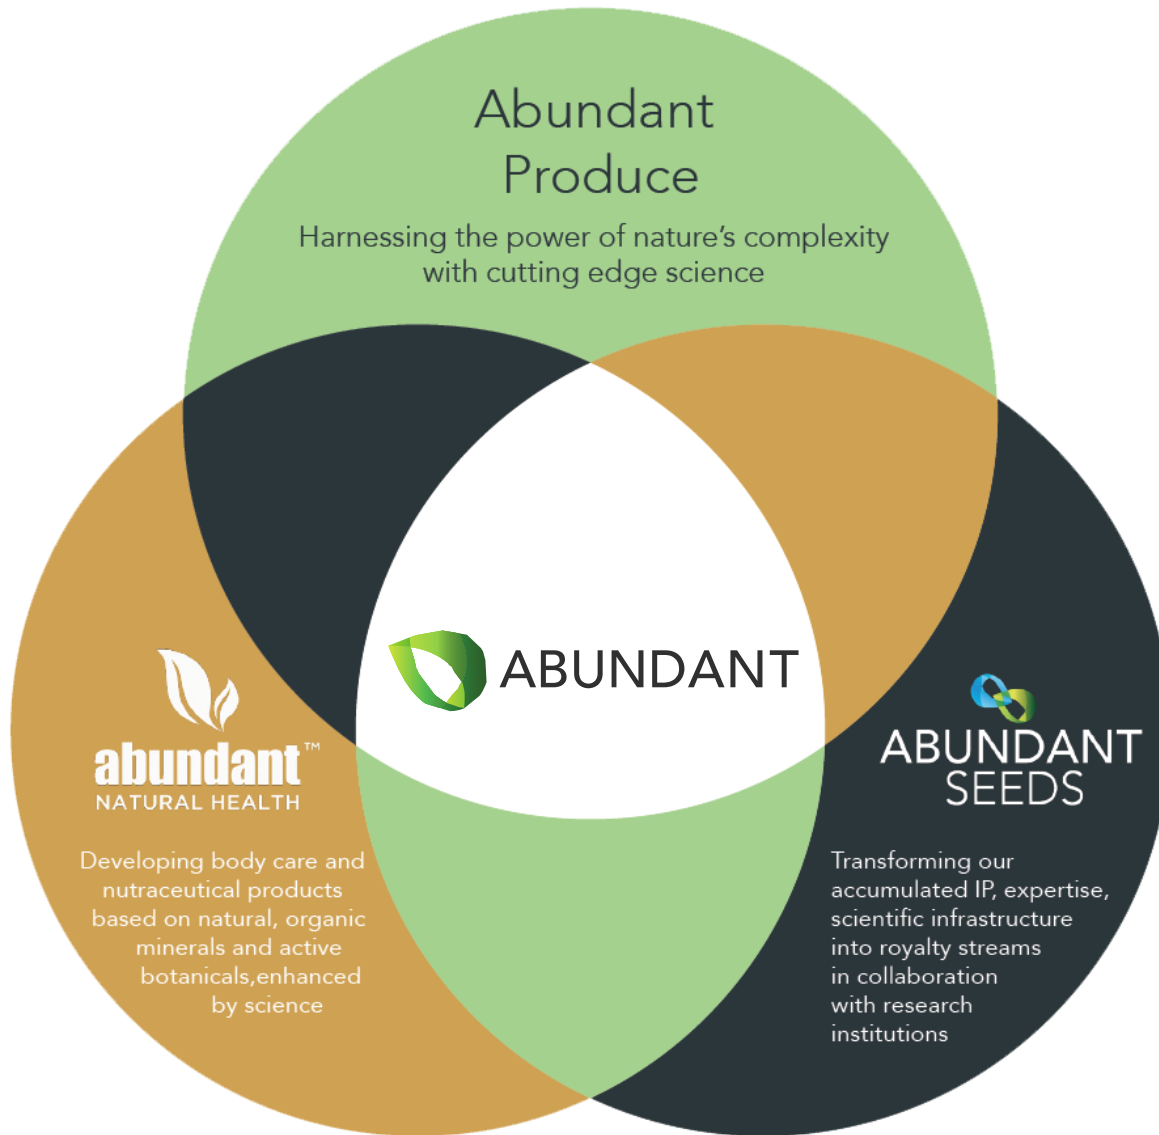 Abundant
Produce
Harnessing the power of nature’s complexity
with cutting edge science
ABUNDANT
abundant™
NATURAL HEALTH
Developing body care and
nutraceutical products
based on natural, organic
minerals and active
botanicals,enhanced
by science
ABUNDANT
SEEDS
Transforming our
accumulated IP, expertise,
scientific infrastructure
into royalty streams
in collaboration
with research
institutions